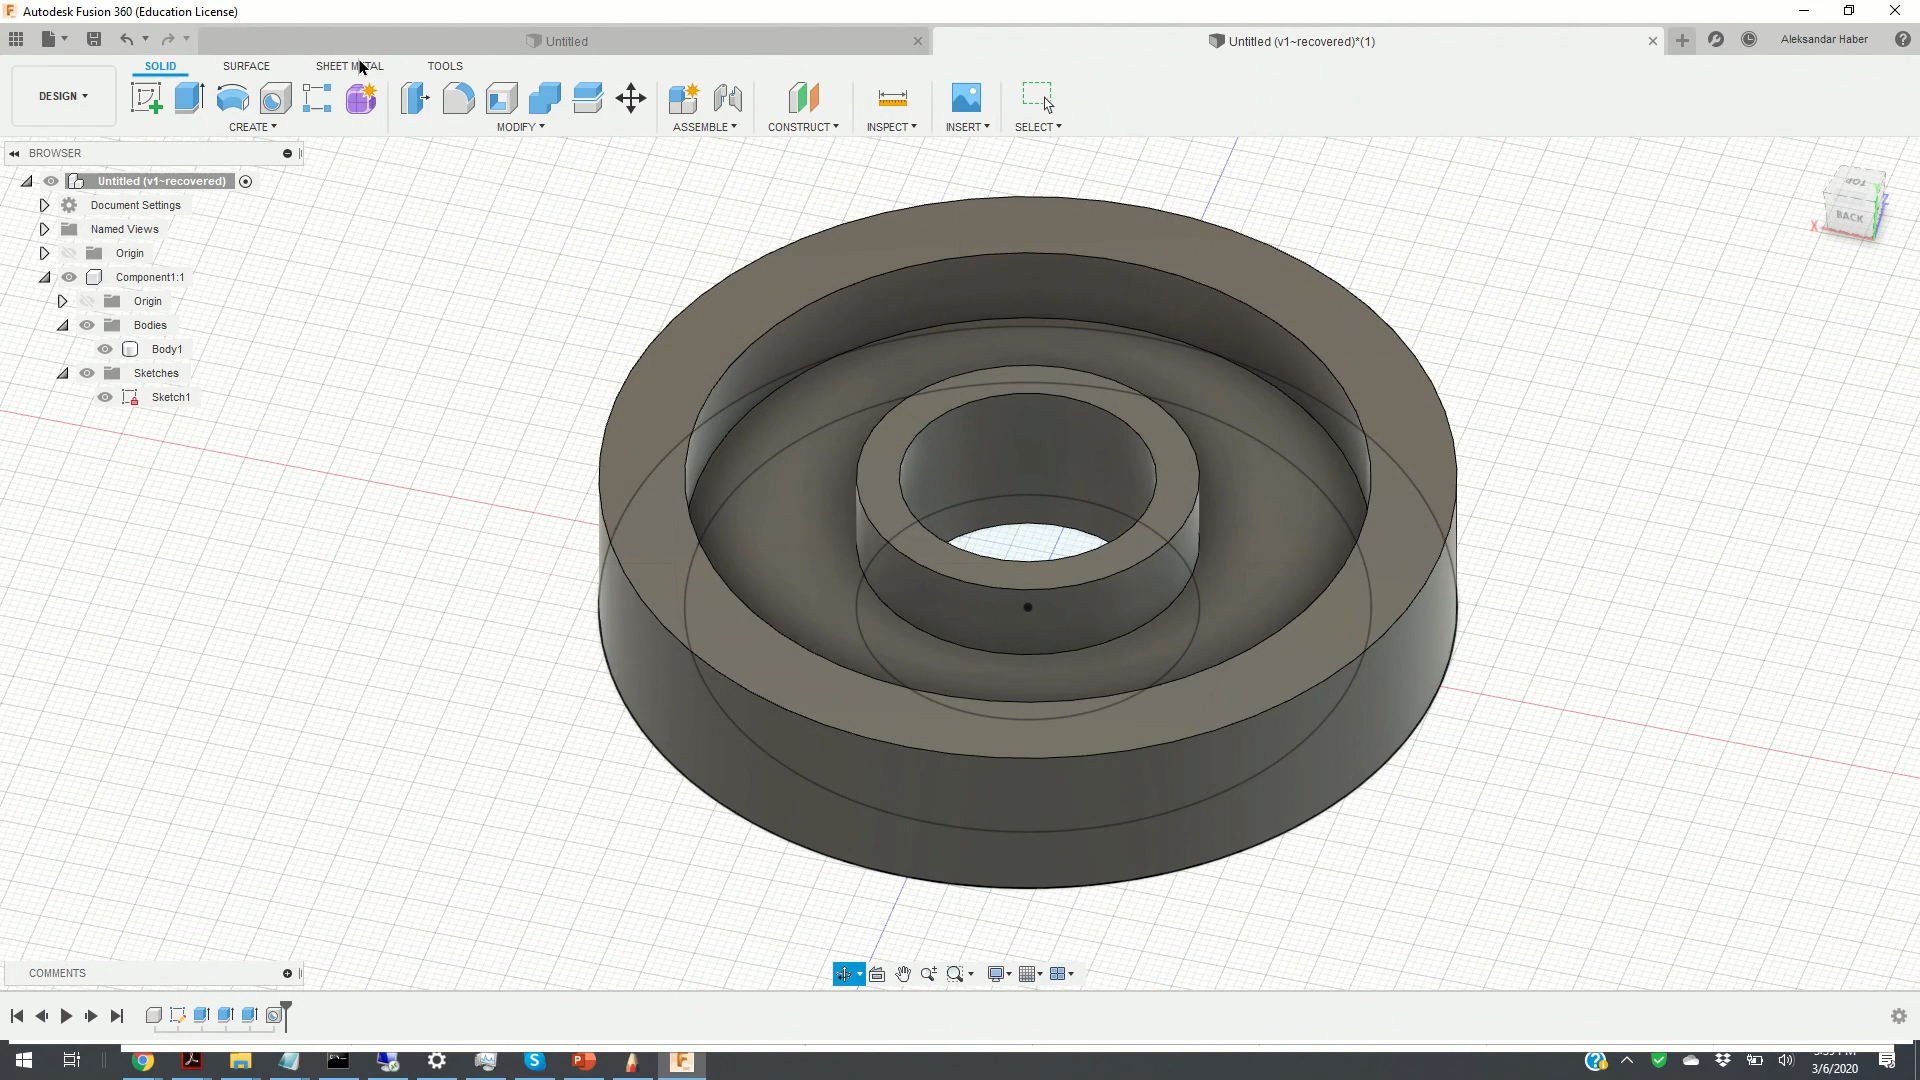 Autodesk Fusion 360 (Education License)
Untitled
Untitled (v1~recovered)*(1)
Aleksandar Haber
SOLID
SURFACE
SHEET METAL
TOOLS
DESIGN
CREATE
MODIFY
ASSEMBLE
CONSTRUCT
INSPECT
INSERT
SELECT
BROWSER
Untitled (v1~recovered)
Document Settings
Named Views
Origin
Component1:1
Origin
Bodies
Body1
Sketches
Sketch1
TOP
BACK
X
Y
Z
COMMENTS
3/6/2020